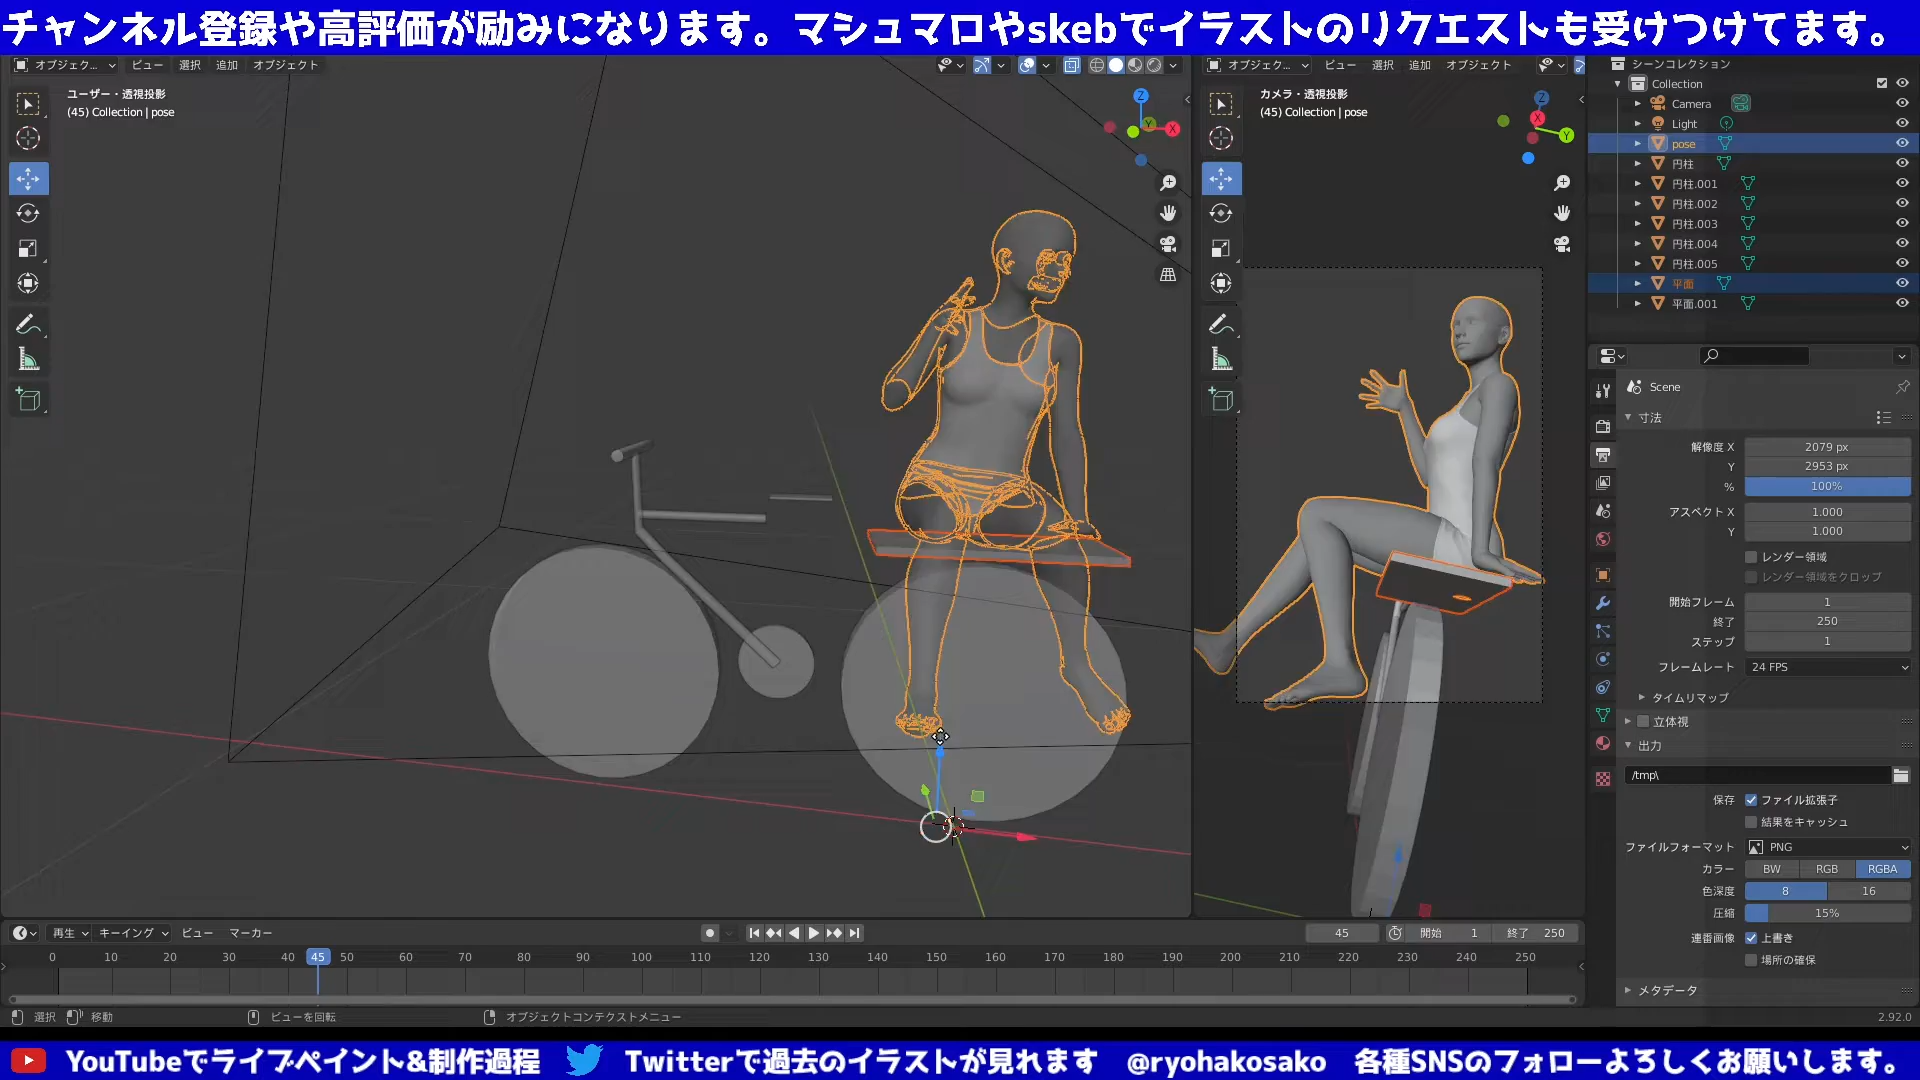 チャンネル登録や高評価が励みになります。マシュマロやskebでイラストのリクエストも受けつけてます。
オブジェク... ビュー 選択 追加 オブジェクト
ユーザー・透視投影
(45) Collection | pose
オブジェク... ビュー 選択 追加 オブジェクト
カメラ・透視投影
(45) Collection | pose
Z
Y
X
Z
X
Y
シーンコレクション
Collection
Camera
Light
pose
円柱
円柱.001
円柱.002
円柱.003
円柱.004
円柱.005
平面
平面.001
Scene
寸法
解像度 X 2079 px
Y 2953 px
% 100%
アスペクト X 1.000
Y 1.000
レンダー領域
レンダー領域をクロップ
開始フレーム 1
終了 250
ステップ 1
フレームレート 24 FPS
タイムリマップ
立体視
出力
/tmp\
保存 ファイル拡張子
結果をキャッシュ
ファイルフォーマット PNG
カラー BW RGB RGBA
色深度 8 16
圧縮 15%
連番画像 上書き
場所の確保
メタデータ
再生 キーイング ビュー マーカー
45 開始 1 終了 250
0 10 20 30 40 45 50 60 70 80 90 100 110 120 130 140 150 160 170 180 190 200 210 220 230 240 250
選択 移動 ビューを回転 オブジェクトコンテクストメニュー 2.92.0
YouTubeでライブペイント&制作過程 Twitterで過去のイラストが見れます @ryohakosako 各種SNSのフォローよろしくお願いします。